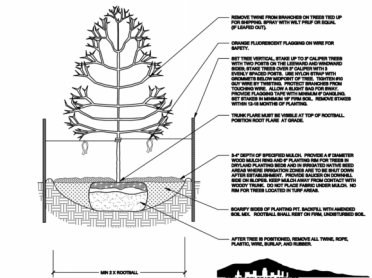 REMOVE TWINE FROM BRANCHES ON TREES TIED UP
FOR SHIPPING. SPRAY WITH WILT PRUF OR EQUAL
(IF LEAFED OUT).
ORANGE FLUORESCENT FLAGGING ON WIRE FOR
SAFETY.
SET TREE VERTICAL, STAKE UP TO 3" CALIPER TREES
WITH TWO POSTS ON THE LEEWARD AND WINDWARD
SIDES; STAKE TREES OVER 3" CALIPER WITH 3
EVENLY SPACED POSTS. USE NYLON STRAP WITH
GROMMETS BELOW MIDPOINT OF TREE. TIGHTEN #10
GUY WIRE BY TWISTING. PROTECT BRANCHES FROM
TOUCHING WIRE. ALLOW A SLIGHT SAG FOR SWAY.
PROVIDE FLAGGING TAPE WITH MINIMUM 6" DANGLING.
SET STAKES IN MINIMUM 18" FIRM SOIL. REMOVE STAKES
WITHIN 12-18 MONTHS OF PLANTING.
TRUNK FLARE MUST BE VISIBLE AT TOP OF ROOTBALL.
POSITION ROOT FLARE AT GRADE.
3-4" DEPTH OF SPECIFIED MULCH. PROVIDE A 6' DIAMETER
WOOD MULCH RING AND 6" PLANTING RIM FOR TREES IN
DRYLAND PLANTING BEDS AND IN IRRIGATED NATIVE SEED
AREAS WHERE IRRIGATION ZONES ARE TO BE SHUT DOWN
AFTER ESTABLISHMENT. PROVIDE SAUCER ON DOWNHILL
SIDE ON SLOPES. KEEP MULCH AWAY FROM CONTACT WITH
WOODY TRUNK. DO NOT PLACE FABRIC UNDER MULCH. NO
RIM FOR TREES LOCATED IN TURF AREAS.
SCARIFY SIDES OF PLANTING PIT. BACKFILL WITH AMENDED
SOIL MIX. ROOTBALL SHALL REST ON FIRM, UNDISTURBED SOIL.
AFTER TREE IS POSITIONED, REMOVE ALL TWINE, ROPE,
PLASTIC, WIRE, BURLAP, AND RUBBER.
MIN 2 X ROOTBALL